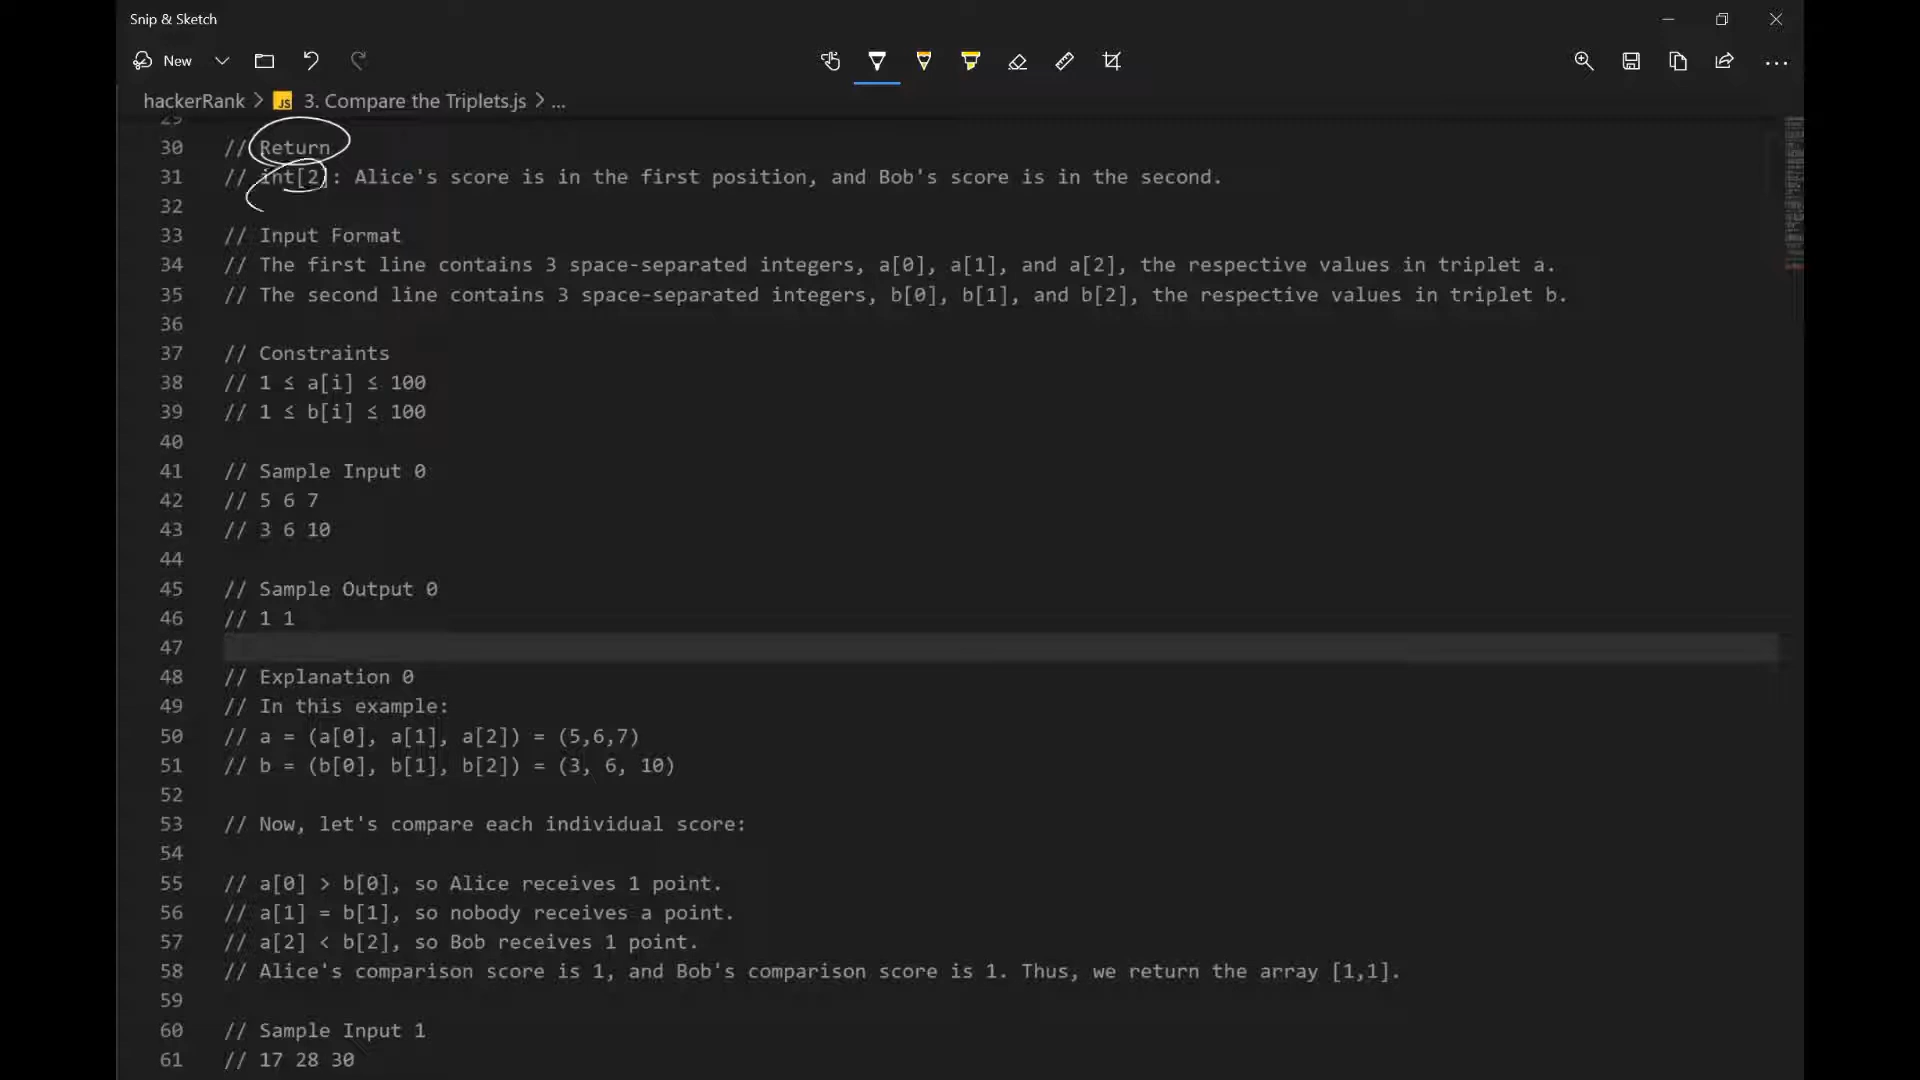 Snip & Sketch
New
hackerRank > JS 3. Compare the Triplets.js > ...
29
30 // Return
31 // int[2]: Alice's score is in the first position, and Bob's score is in the second.
32
33 // Input Format
34 // The first line contains 3 space-separated integers, a[0], a[1], and a[2], the respective values in triplet a.
35 // The second line contains 3 space-separated integers, b[0], b[1], and b[2], the respective values in triplet b.
36
37 // Constraints
38 // 1 ≤ a[i] ≤ 100
39 // 1 ≤ b[i] ≤ 100
40
41 // Sample Input 0
42 // 5 6 7
43 // 3 6 10
44
45 // Sample Output 0
46 // 1 1
47
48 // Explanation 0
49 // In this example:
50 // a = (a[0], a[1], a[2]) = (5,6,7)
51 // b = (b[0], b[1], b[2]) = (3, 6, 10)
52
53 // Now, let's compare each individual score:
54
55 // a[0] > b[0], so Alice receives 1 point.
56 // a[1] = b[1], so nobody receives a point.
57 // a[2] < b[2], so Bob receives 1 point.
58 // Alice's comparison score is 1, and Bob's comparison score is 1. Thus, we return the array [1,1].
59
60 // Sample Input 1
61 // 17 28 30